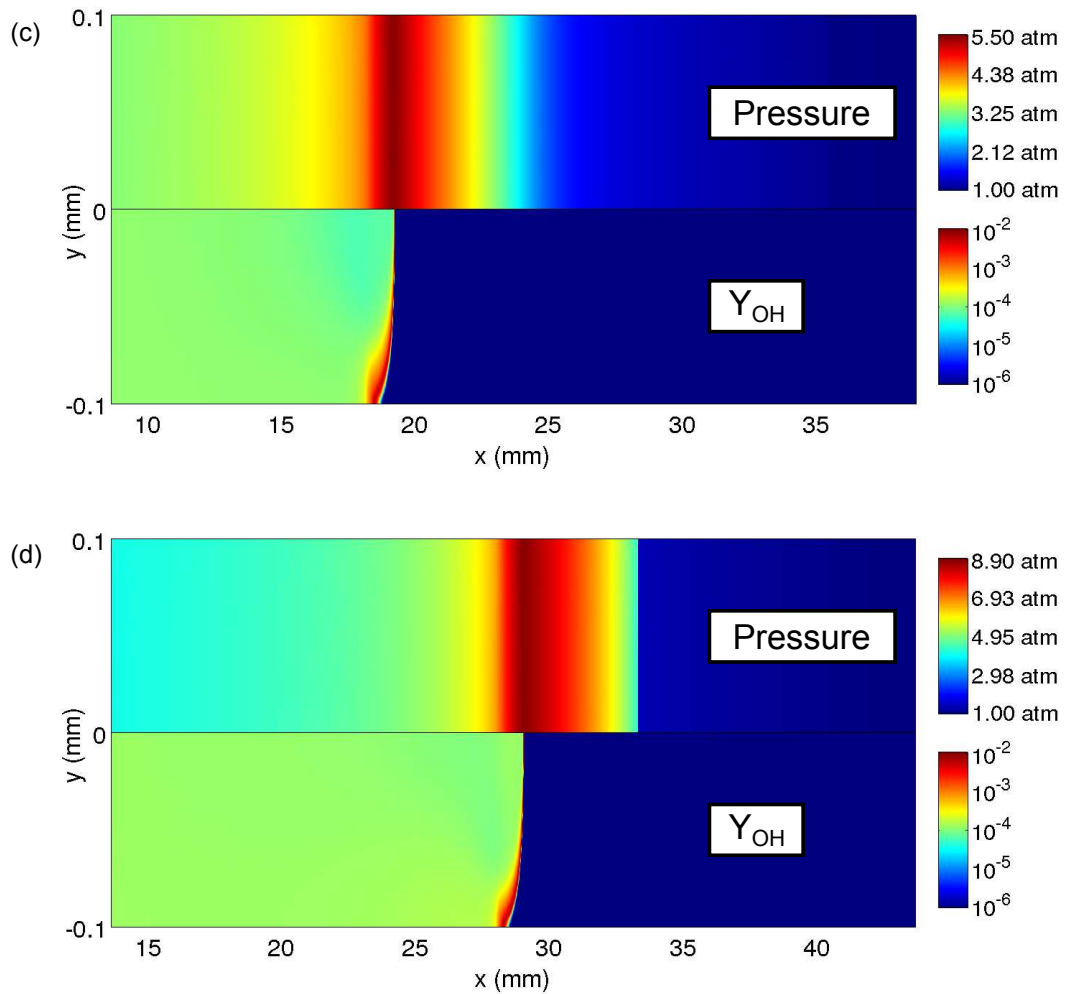 (c)
0.1
0
-0.1
y (mm)
Pressure
Y_OH
5.50 atm
4.38 atm
3.25 atm
2.12 atm
1.00 atm
10^-2
10^-3
10^-4
10^-5
10^-6
10 15 20 25 30 35
x (mm)
(d)
0.1
0
-0.1
y (mm)
Pressure
Y_OH
8.90 atm
6.93 atm
4.95 atm
2.98 atm
1.00 atm
10^-2
10^-3
10^-4
10^-5
10^-6
15 20 25 30 35 40
x (mm)